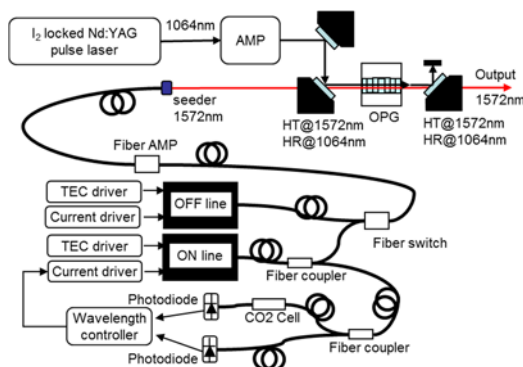 I2 locked Nd:YAG
pulse laser
1064nm
AMP
Output
1572nm
seeder
1572nm
OPG
HT@1572nm
HR@1064nm
HT@1572nm
HR@1064nm
Fiber AMP
TEC driver
Current driver
OFF line
TEC driver
Current driver
ON line
Fiber switch
Fiber coupler
Photodiode
CO2 Cell
Wavelength
controller
Photodiode
Fiber coupler